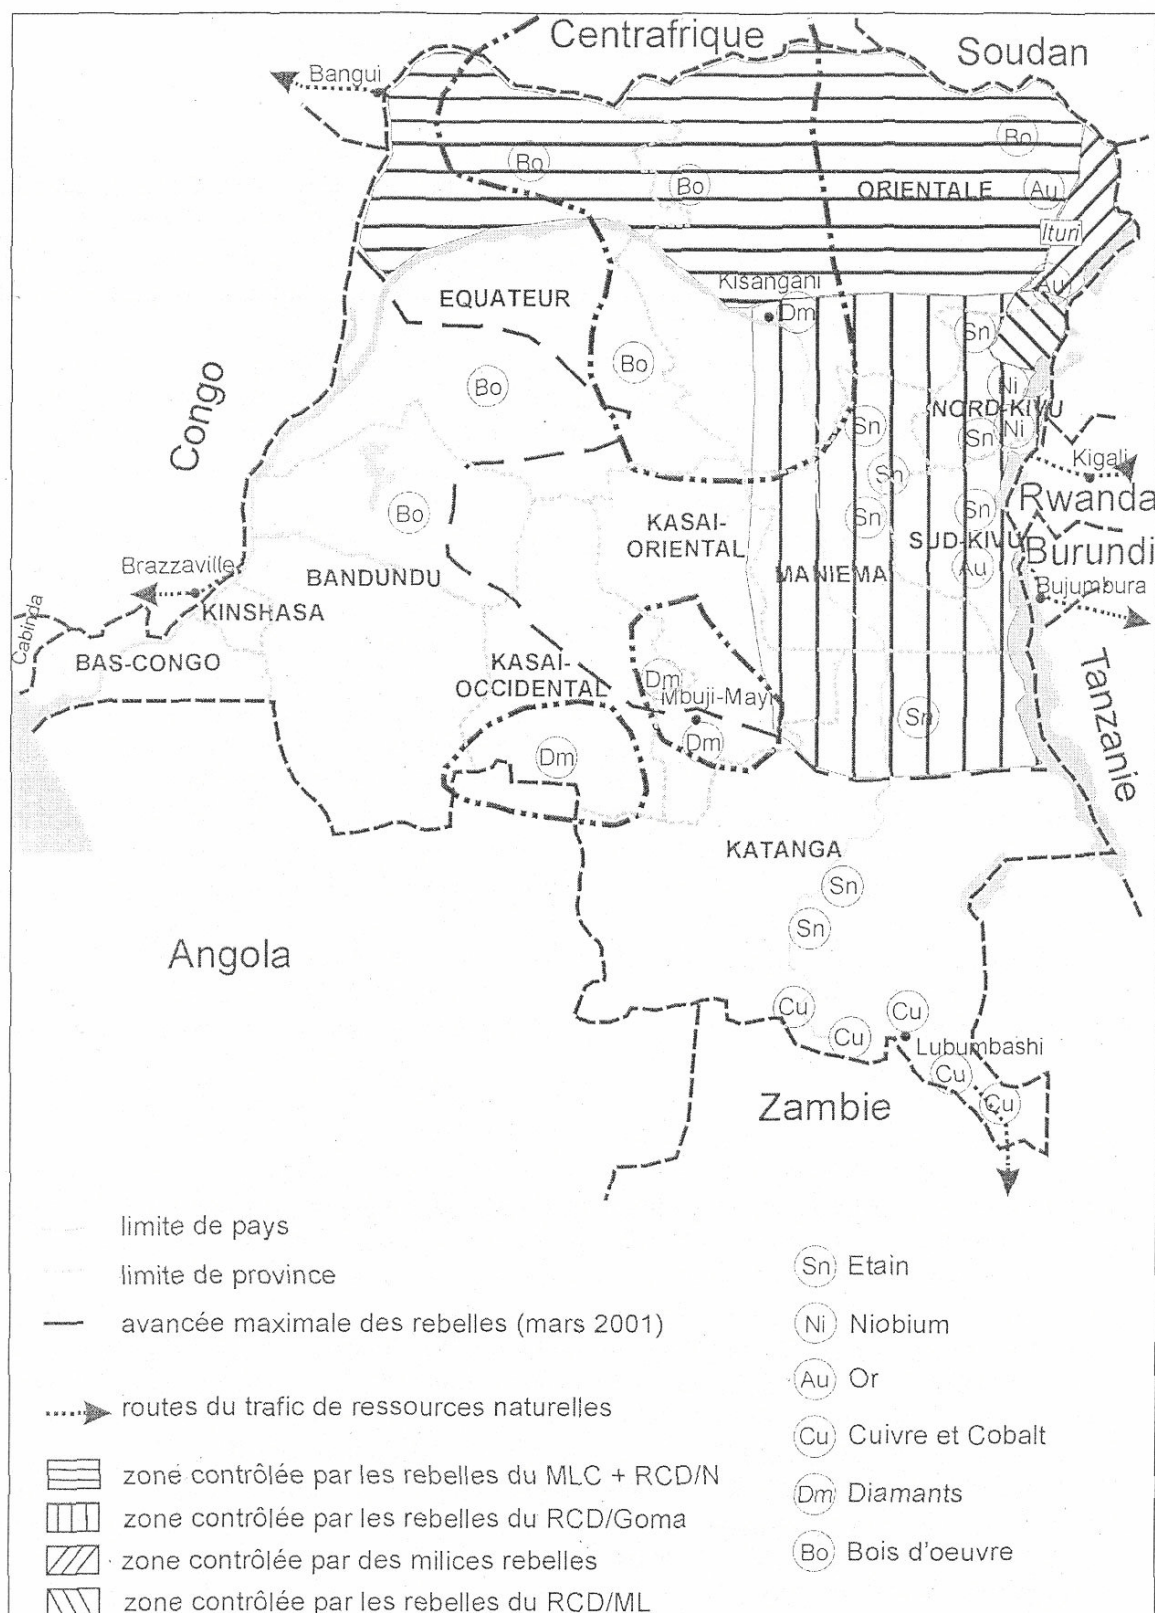 Centrafrique
Soudan
Bangui
Bo
Bo
Bo
ORIENTALE
Au
Ituri
Au
Kisangani
Dm
EQUATEUR
Sn
Bo
Bo
Ni
NORD-KIVU
Sn
Sn
Ni
Congo
Kigali
Sn
Rwanda
Bo
Sn
Sn
KASAI-
ORIENTAL
SUD-KIVU
Burundi
Brazzaville
BANDUNDU
MANIEMA
Au
Bujumbura
KINSHASA
Cabinda
BAS-CONGO
KASAI-
OCCIDENTAL
Dm
Mbuji-Mayi
Tanzanie
Sn
Dm
Dm
KATANGA
Sn
Sn
Angola
Cu
Cu
Cu
Lubumbashi
Cu
Cu
Zambie
limite de pays
limite de province
avancée maximale des rebelles (mars 2001)
routes du trafic de ressources naturelles
zone contrôlée par les rebelles du MLC + RCD/N
zone contrôlée par les rebelles du RCD/Goma
zone contrôlée par des milices rebelles
zone contrôlée par les rebelles du RCD/ML
Sn Etain
Ni Niobium
Au Or
Cu Cuivre et Cobalt
Dm Diamants
Bo Bois d'oeuvre